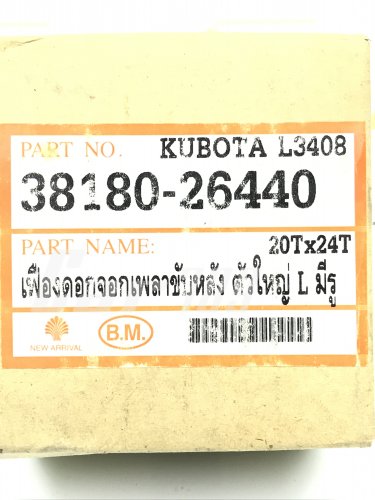 PART NO. KUBOTA L3408
38180-26440
PART NAME: 20Tx24T
เฟืองดอกจอกเพลาขับหลัง ตัวใหญ่ L มีรู
NEW ARRIVAL
B.M.